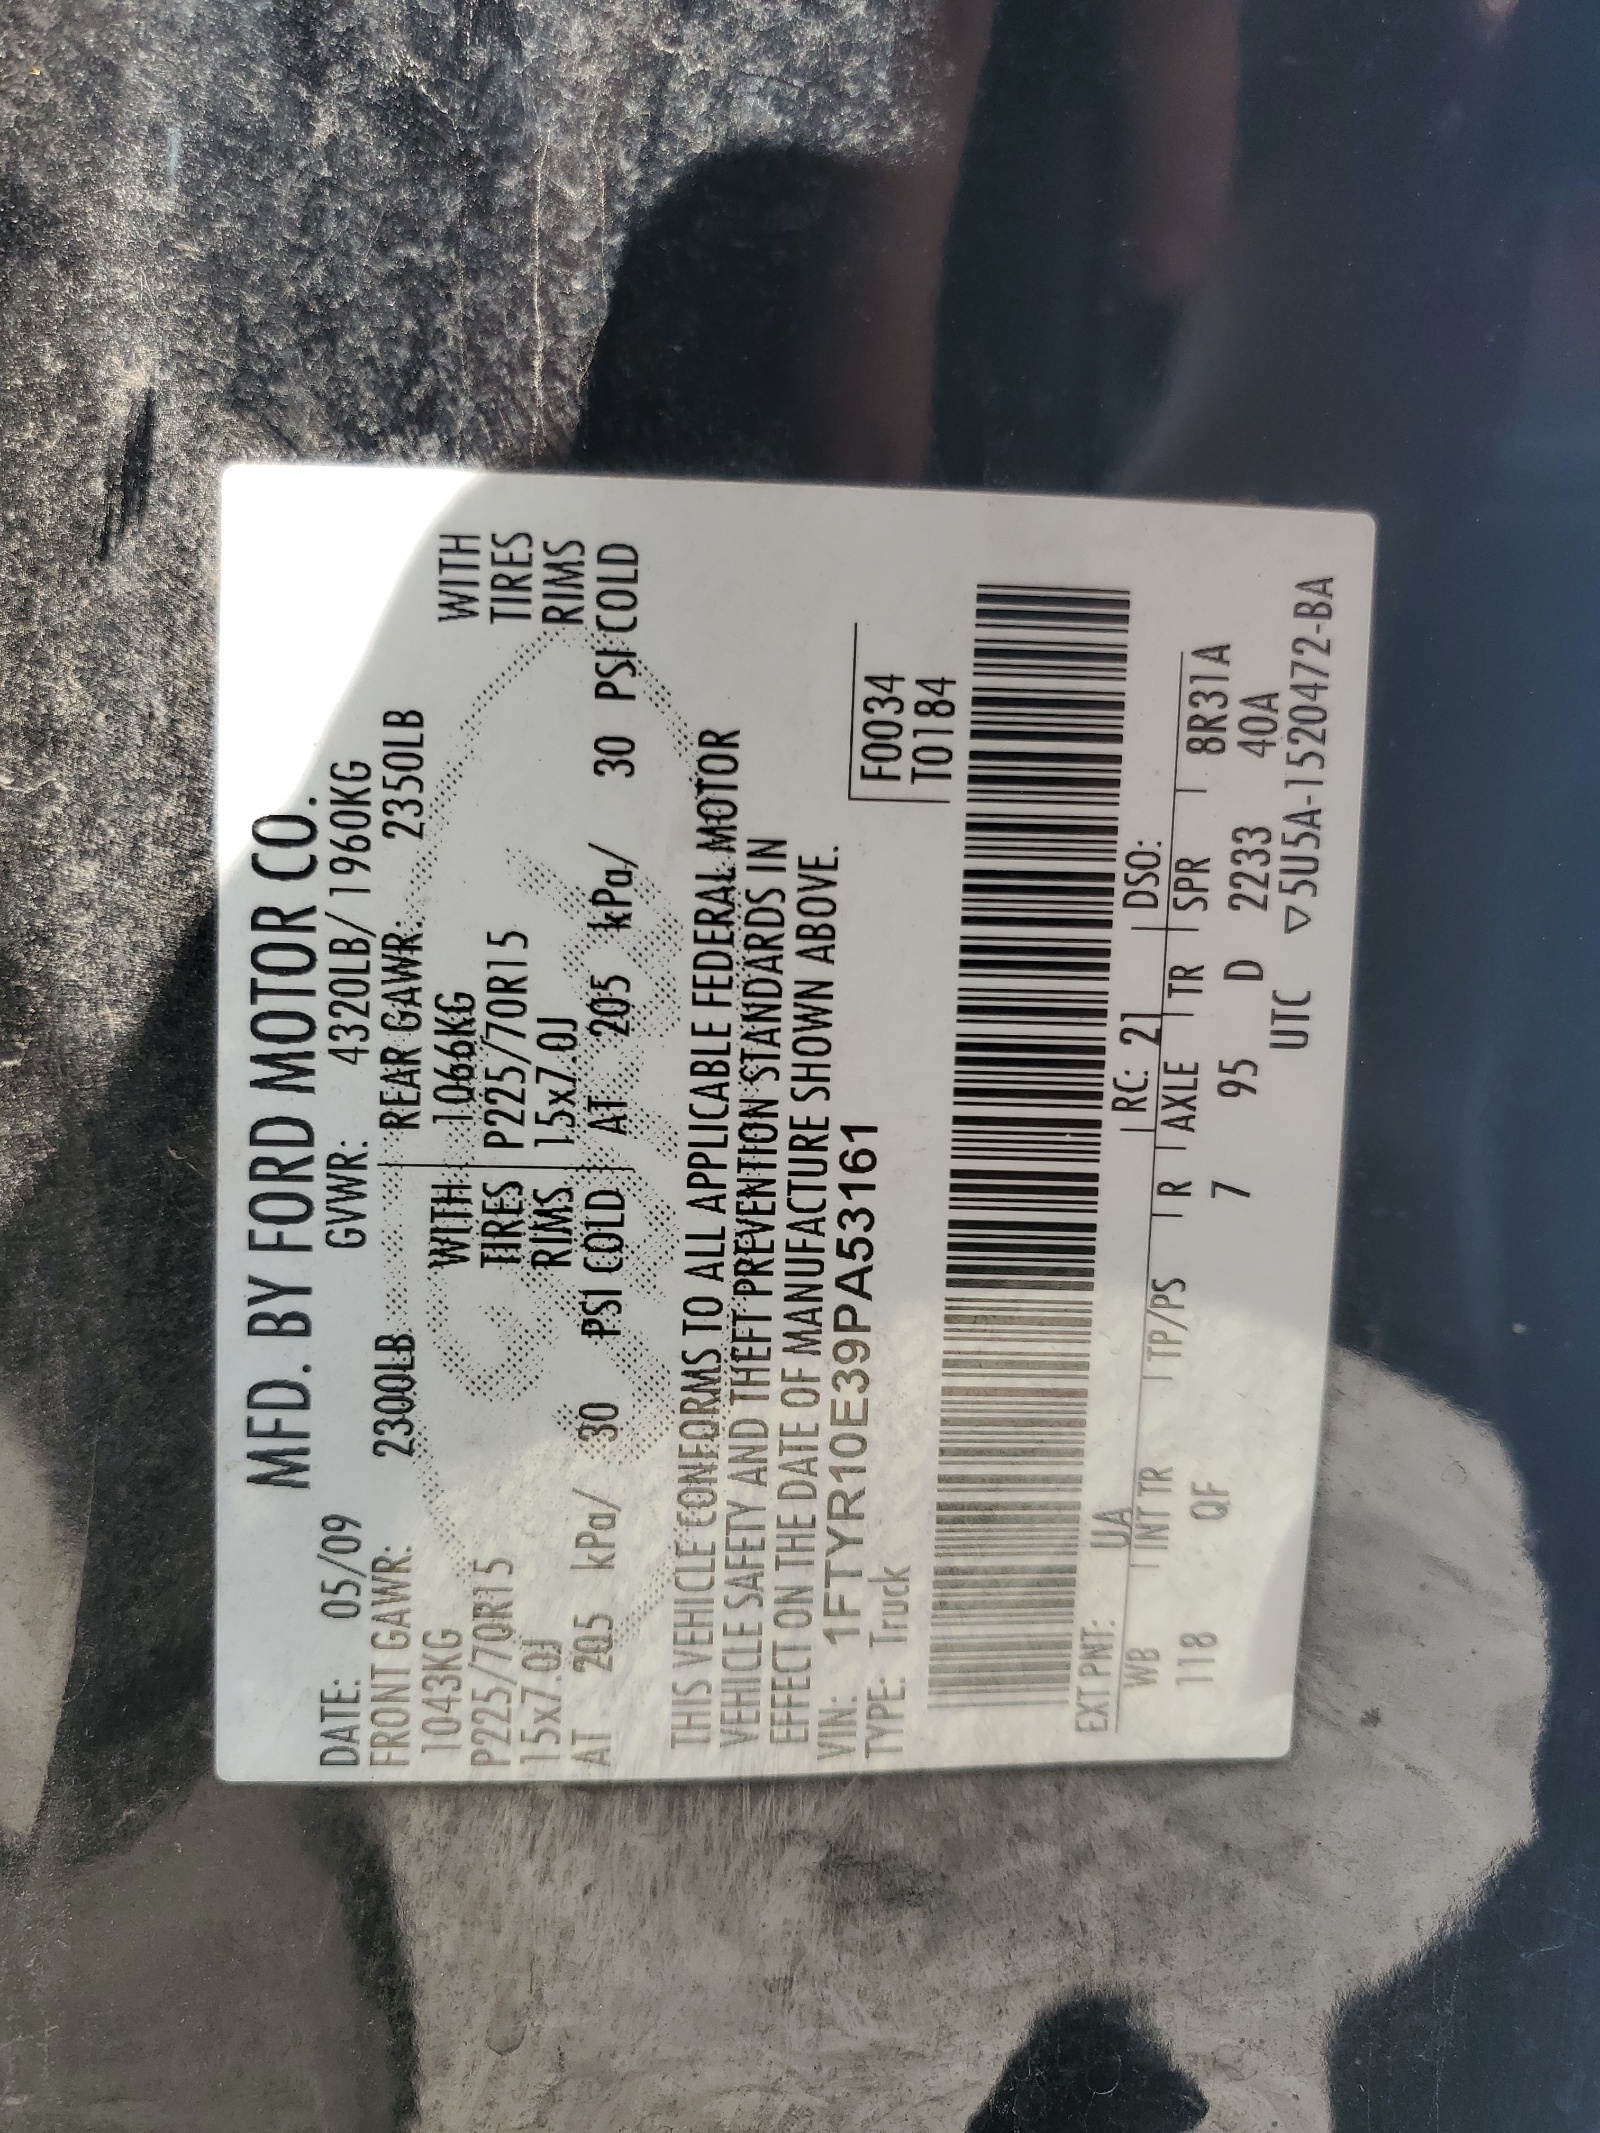 MFD. BY FORD MOTOR CO.
DATE: 05/09 GVWR: 4320LB/ 1960KG
FRONT GAWR: 2300LB REAR GAWR: 2350LB
1043KG WITH 1066KG WITH
P225/70R15 TIRES P225/70R15 TIRES
15x7.0J RIMS 15x7.0J RIMS
AT 205 kPa/ 30 PSI COLD AT 205 kPa/ 30 PSI COLD
THIS VEHICLE CONFORMS TO ALL APPLICABLE FEDERAL MOTOR
VEHICLE SAFETY AND THEFT PREVENTION STANDARDS IN
EFFECT ON THE DATE OF MANUFACTURE SHOWN ABOVE.
VIN: 1FTYR10E39PA53161 F0034
TYPE: Truck T0184
EXT PNT: UA RC: 21 DSO:
WB INT TR TP/PS R AXLE TR SPR 8R31A
118 QF 7 95 D 2233 40A
UTC ▽5U5A-1520472-BA